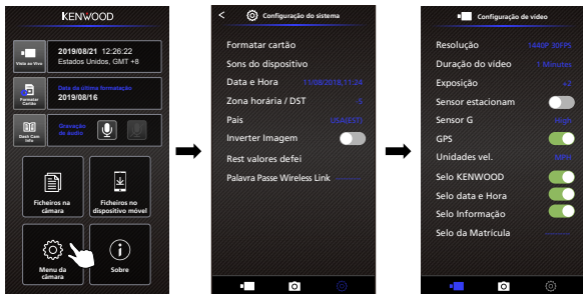 KENWOOD
2019/08/21 12:26:22
Estados Unidos, GMT +8
Vista ao Vivo
Data da última formatação
2019/08/16
Formatar
Cartão
Gravação
de áudio
Dash Cam
Info
Ficheiros na
câmara
Ficheiros no
dispositivo móvel
Menu da
câmara
Sobre
< Configuração do sistema
Formatar cartão
Sons do dispositivo
Data e Hora 11/08/2018,11:24
Zona horária / DST -5
País USA(EST)
Inverter Imagem
Rest valores defei
Palavra Passe Wireless Link --------
Configuração de vídeo
Resolução 1440P 30FPS
Duração do vídeo 1 Minutes
Exposição +2
Sensor estacionam
Sensor G High
GPS
Unidades vel. MPH
Selo KENWOOD
Selo data e Hora
Selo Informação
Selo da Matrícula --------